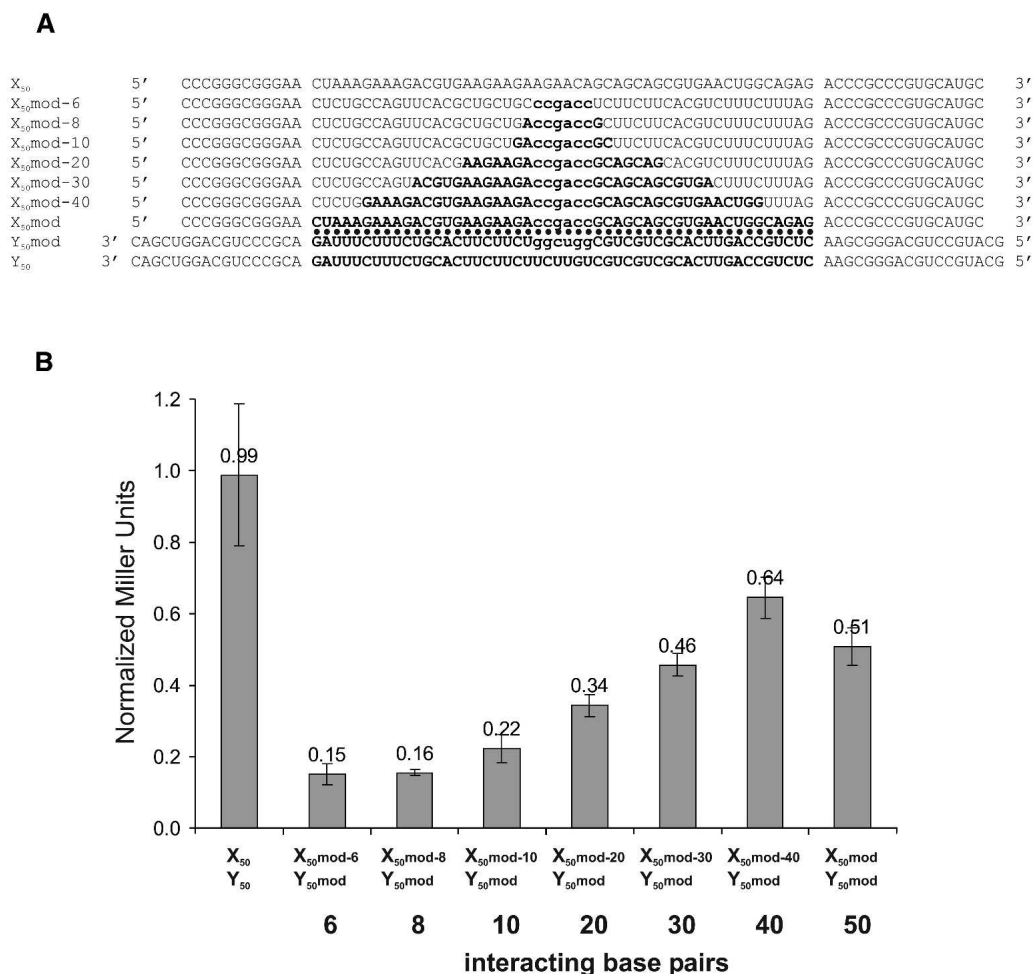 A
X50 5’ CCCGGGCGGGAA CUAAAGAAAGACGUGAAGAAGAAGAACAGCAGCAGCGUGAACUGGCAGAG ACCCGCCCGUGCAUGC 3’
X50mod-6 5’ CCCGGGCGGGAA CUCUGCCAGUUCACGCUGCUGCccgaccUCUUCUUCACGUCUUUCUUUAG ACCCGCCCGUGCAUGC 3’
X50mod-8 5’ CCCGGGCGGGAA CUCUGCCAGUUCACGCUGCUGAccgaccGCUUCUUCACGUCUUUCUUUAG ACCCGCCCGUGCAUGC 3’
X50mod-10 5’ CCCGGGCGGGAA CUCUGCCAGUUCACGCUGCUGAccgaccGCUUCUUCACGUCUUUCUUUAG ACCCGCCCGUGCAUGC 3’
X50mod-20 5’ CCCGGGCGGGAA CUCUGCCAGUUCACGAAGAAGAccgaccGCAGCAGCACGUCUUUCUUUAG ACCCGCCCGUGCAUGC 3’
X50mod-30 5’ CCCGGGCGGGAA CUCUGCCAGUACGUGAAGAAGAccgaccGCAGCAGCGUGACUUUCUUUAG ACCCGCCCGUGCAUGC 3’
X50mod-40 5’ CCCGGGCGGGAA CUCUGGAAAGACGUGAAGAAGAccgaccGCAGCAGCGUGAACUGGUUUAG ACCCGCCCGUGCAUGC 3’
X50mod 5’ CCCGGGCGGGAA CUAAAGAAAGACGUGAAGAAGAccgaccGCAGCAGCGUGAACUGGCAGAG ACCCGCCCGUGCAUGC 3’
Y50mod 3’ CAGCUGGACGUCCCGCA GAUUUCUUUCUGCACUUCUUCUggcuggCGUCGUCGCACUUGACCGUCUC AAGCGGGACGUCCGUACG 5’
Y50 3’ CAGCUGGACGUCCCGCA GAUUUCUUUCUGCACUUCUUCUUCUUGUCGUCGUCGCACUUGACCGUCUC AAGCGGGACGUCCGUACG 5’
B
Normalized Miller Units
1.2
1.0
0.8
0.6
0.4
0.2
0.0
0.99
0.15
0.16
0.22
0.34
0.46
0.64
0.51
X50 X50mod-6 X50mod-8 X50mod-10 X50mod-20 X50mod-30 X50mod-40 X50mod
Y50 Y50mod Y50mod Y50mod Y50mod Y50mod Y50mod Y50mod
6 8 10 20 30 40 50
interacting base pairs